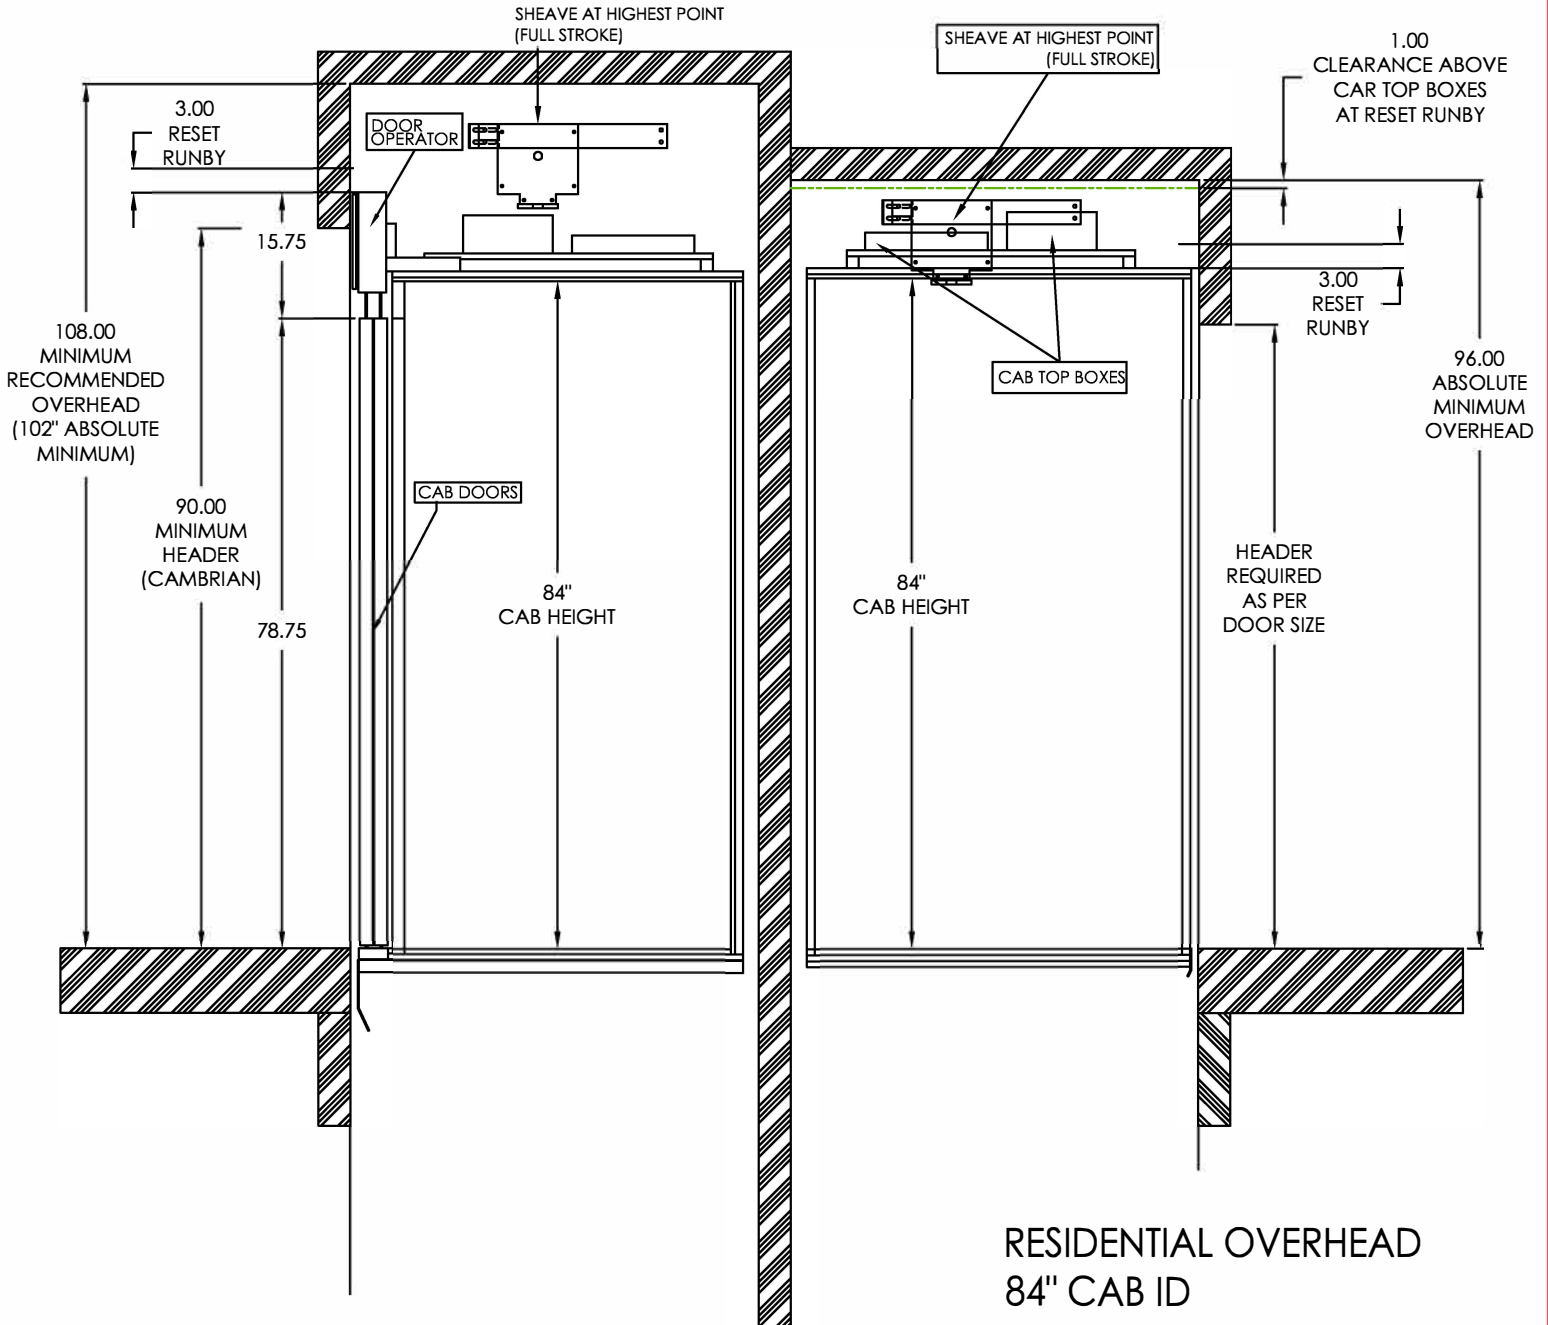 SHEAVE AT HIGHEST POINT
(FULL STROKE)
SHEAVE AT HIGHEST POINT
(FULL STROKE)
1.00
CLEARANCE ABOVE
CAR TOP BOXES
AT RESET RUNBY
3.00
RESET
RUNBY
DOOR
OPERATOR
15.75
3.00
RESET
RUNBY
108.00
MINIMUM
RECOMMENDED
OVERHEAD
(102" ABSOLUTE
MINIMUM)
96.00
ABSOLUTE
MINIMUM
OVERHEAD
CAB TOP BOXES
CAB DOORS
90.00
MINIMUM
HEADER
(CAMBRIAN)
HEADER
REQUIRED
AS PER
DOOR SIZE
84"
CAB HEIGHT
84"
CAB HEIGHT
78.75
RESIDENTIAL OVERHEAD
84" CAB ID